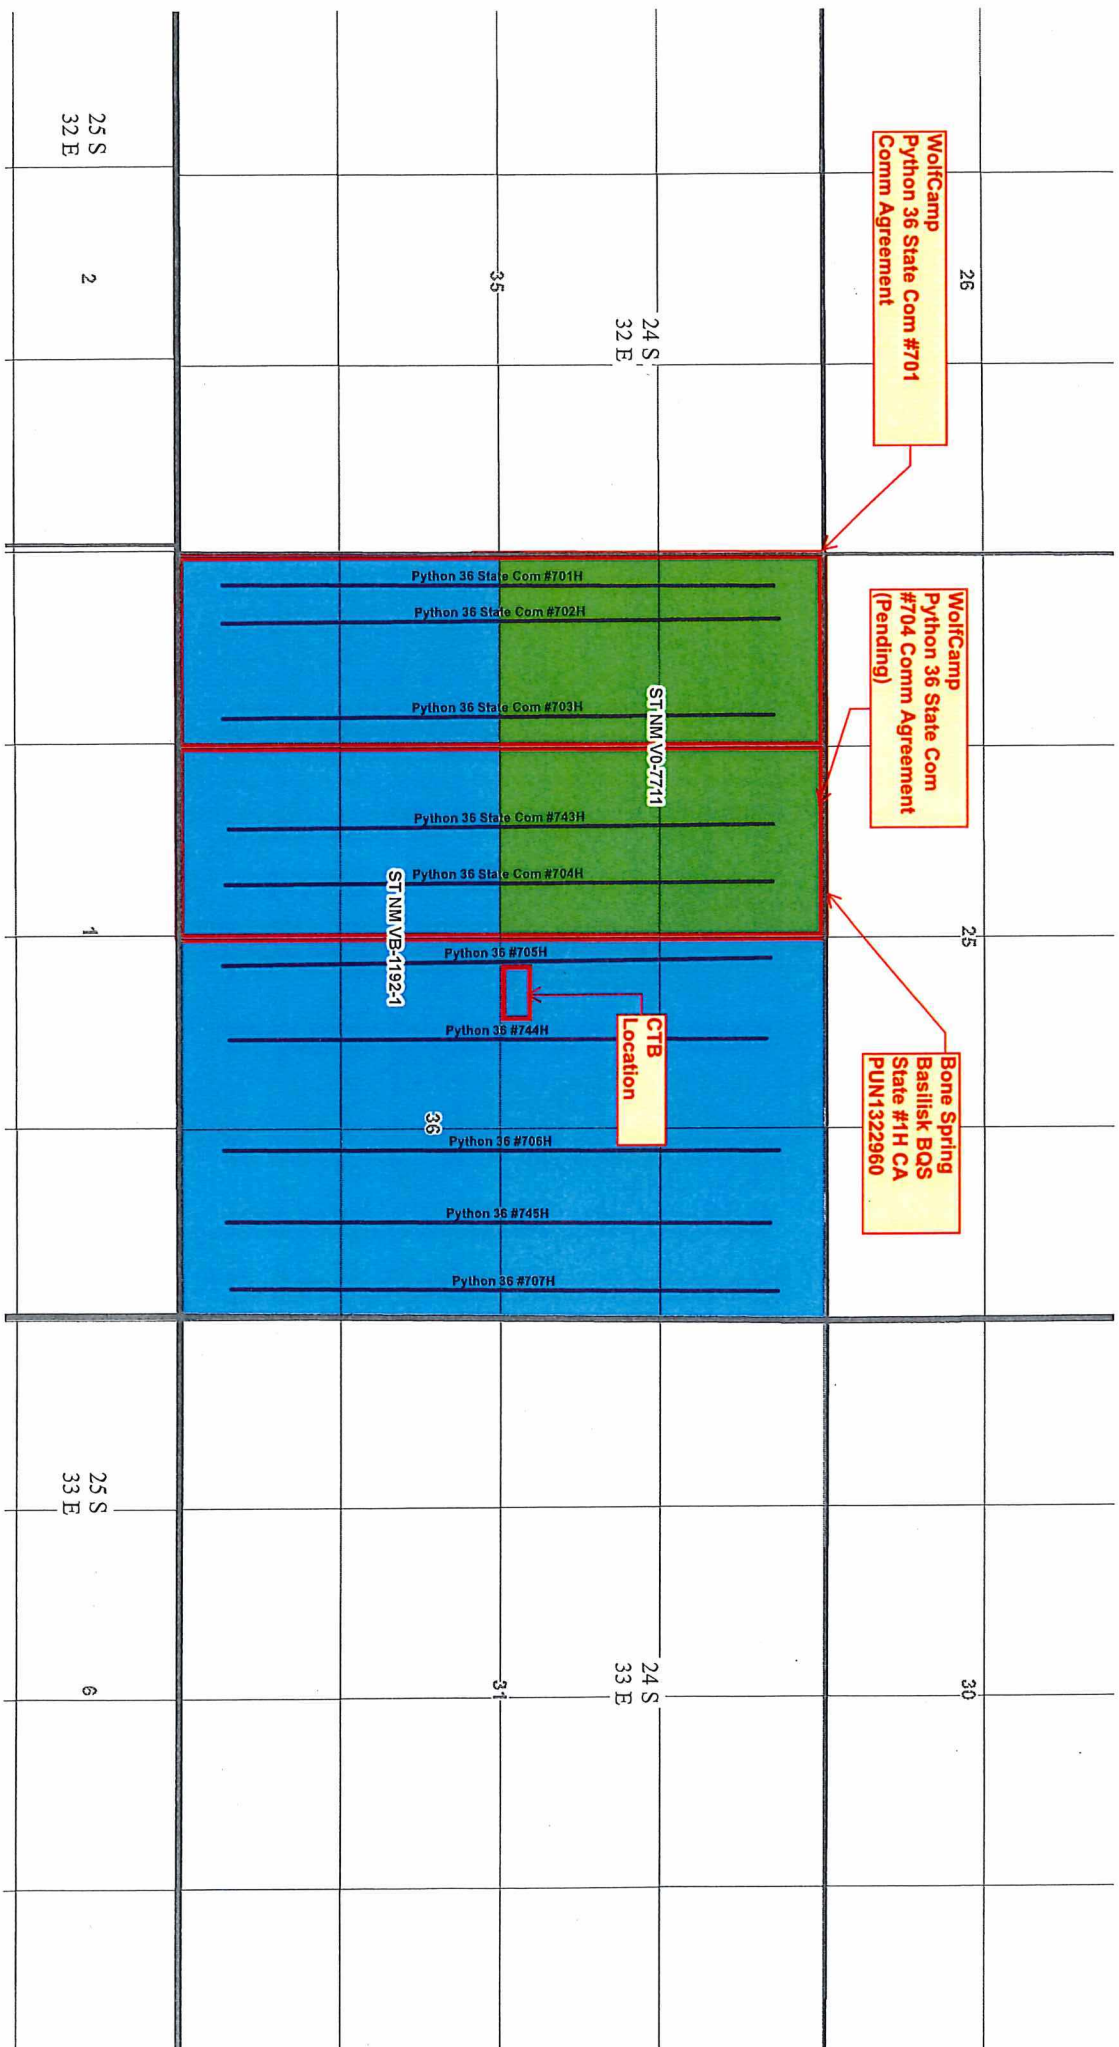 WolfCamp
Python 36 State Com #701
Comm Agreement
26
WolfCamp
Python 36 State Com
#704 Comm Agreement
(Pending)
25
Bone Spring
Basilisk BQS
State #1H CA
PUN1322960
30
24 S
32 E
35
ST NM V0-7711
CTB
Location
24 S
33 E
31
Python 36 State Com #701H
Python 36 State Com #702H
Python 36 State Com #703H
Python 36 State Com #743H
Python 36 State Com #704H
Python 36 #705H
Python 36 #744H
Python 36 #706H
Python 36 #745H
Python 36 #707H
ST NM VB-1192-1
36
25 S
32 E
2
1
25 S
33 E
6